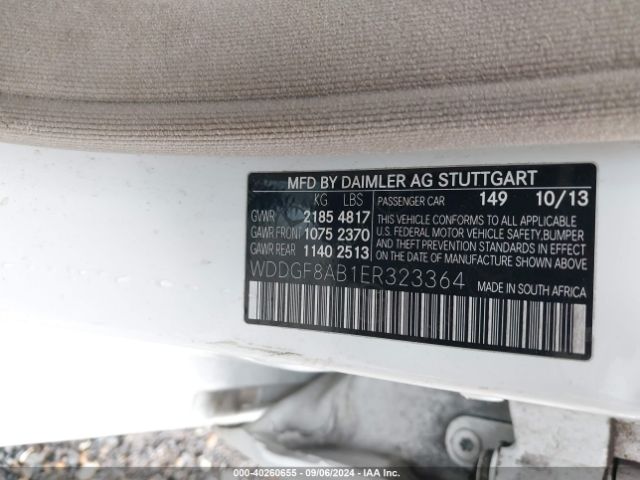 MFD BY DAIMLER AG STUTTGART
KG LBS PASSENGER CAR 149 10/13
GVWR 2185 4817
GAWR FRONT 1075 2370
GAWR REAR 1140 2513
THIS VEHICLE CONFORMS TO ALL APPLICABLE
U.S. FEDERAL MOTOR VEHICLE SAFETY, BUMPER
AND THEFT PREVENTION STANDARDS IN EFFECT
ON THE DATE OF MANUFACTURE SHOWN ABOVE
WDDGF8AB1ER323364
MADE IN SOUTH AFRICA
000-40260655 - 09/06/2024 - IAA Inc.